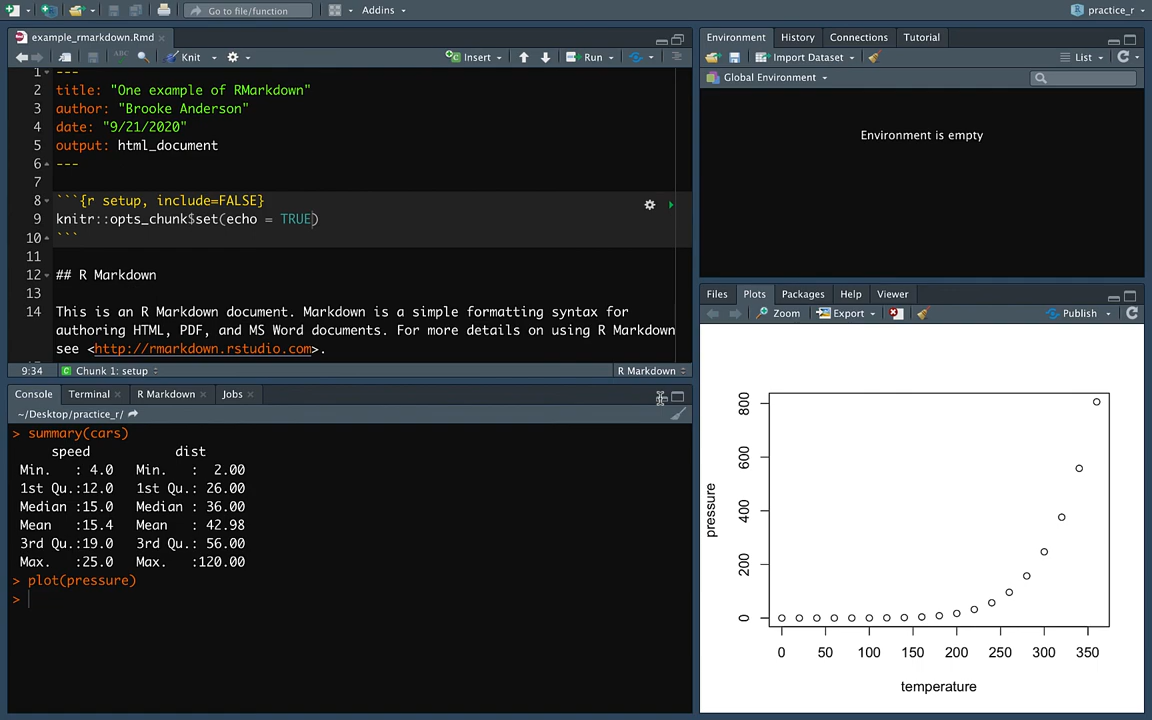 Go to file/function
Addins
practice_r
example_rmarkdown.Rmd
Knit
Insert
Run
1 ---
2 title: "One example of RMarkdown"
3 author: "Brooke Anderson"
4 date: "9/21/2020"
5 output: html_document
6 ---
7
8 ```{r setup, include=FALSE}
9 knitr::opts_chunk$set(echo = TRUE)
10 ```
11
12 ## R Markdown
13
14 This is an R Markdown document. Markdown is a simple formatting syntax for
authoring HTML, PDF, and MS Word documents. For more details on using R Markdown
see <http://rmarkdown.rstudio.com>.
9:34 Chunk 1: setup R Markdown
Console Terminal R Markdown Jobs
~/Desktop/practice_r/
> summary(cars)
speed dist
Min. : 4.0 Min. : 2.00
1st Qu.:12.0 1st Qu.: 26.00
Median :15.0 Median : 36.00
Mean :15.4 Mean : 42.98
3rd Qu.:19.0 3rd Qu.: 56.00
Max. :25.0 Max. :120.00
> plot(pressure)
>
Environment History Connections Tutorial
Import Dataset List
Global Environment
Environment is empty
Files Plots Packages Help Viewer
Zoom Export Publish
800
600
400
200
0
pressure
0 50 100 150 200 250 300 350
temperature